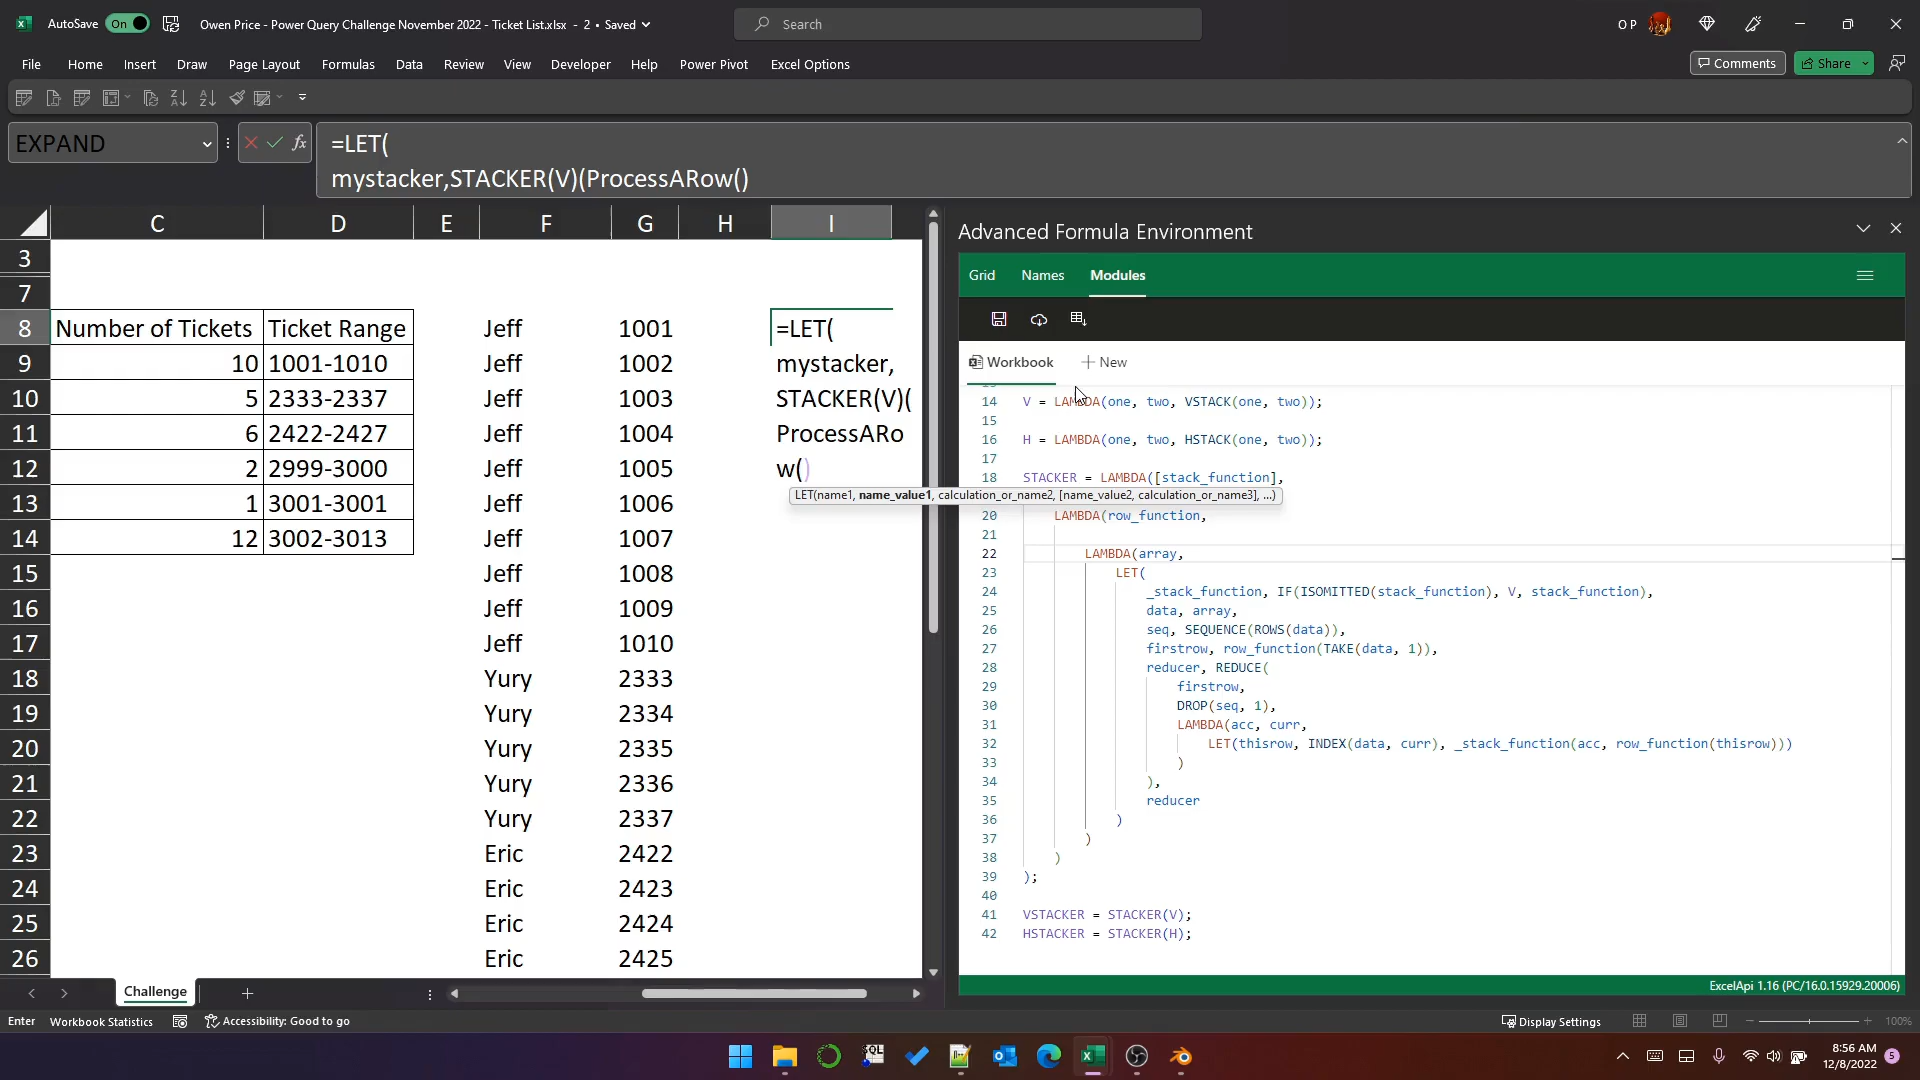 AutoSave On Owen Price - Power Query Challenge November 2022 - Ticket List.xlsx - 2 • Saved Search O P
File Home Insert Draw Page Layout Formulas Data Review View Developer Help Power Pivot Excel Options Comments Share
EXPAND fx =LET(
mystacker,STACKER(V)(ProcessARow()
C D E F G H I
3
7
8 Number of Tickets Ticket Range Jeff 1001 =LET(
9 10 1001-1010 Jeff 1002 mystacker,
10 5 2333-2337 Jeff 1003 STACKER(V)(
11 6 2422-2427 Jeff 1004 ProcessARo
12 2 2999-3000 Jeff 1005 w()
13 1 3001-3001 Jeff 1006
14 12 3002-3013 Jeff 1007
15 Jeff 1008
16 Jeff 1009
17 Jeff 1010
18 Yury 2333
19 Yury 2334
20 Yury 2335
21 Yury 2336
22 Yury 2337
23 Eric 2422
24 Eric 2423
25 Eric 2424
26 Eric 2425
LET(name1, name_value1, calculation_or_name2, [name_value2, calculation_or_name3], ...)
Advanced Formula Environment
Grid Names Modules
Workbook + New
14 V = LAMBDA(one, two, VSTACK(one, two));
15
16 H = LAMBDA(one, two, HSTACK(one, two));
17
18 STACKER = LAMBDA([stack_function],
20 LAMBDA(row_function,
21
22 LAMBDA(array,
23 LET(
24 _stack_function, IF(ISOMITTED(stack_function), V, stack_function),
25 data, array,
26 seq, SEQUENCE(ROWS(data)),
27 firstrow, row_function(TAKE(data, 1)),
28 reducer, REDUCE(
29 firstrow,
30 DROP(seq, 1),
31 LAMBDA(acc, curr,
32 LET(thisrow, INDEX(data, curr), _stack_function(acc, row_function(thisrow)))
33 )
34 ),
35 reducer
36 )
37 )
38 )
39 );
40
41 VSTACKER = STACKER(V);
42 HSTACKER = STACKER(H);
ExcelApi 1.16 (PC/16.0.15929.20006)
Challenge
Enter Workbook Statistics Accessibility: Good to go Display Settings 100%
SQL
8:56 AM
12/8/2022 5